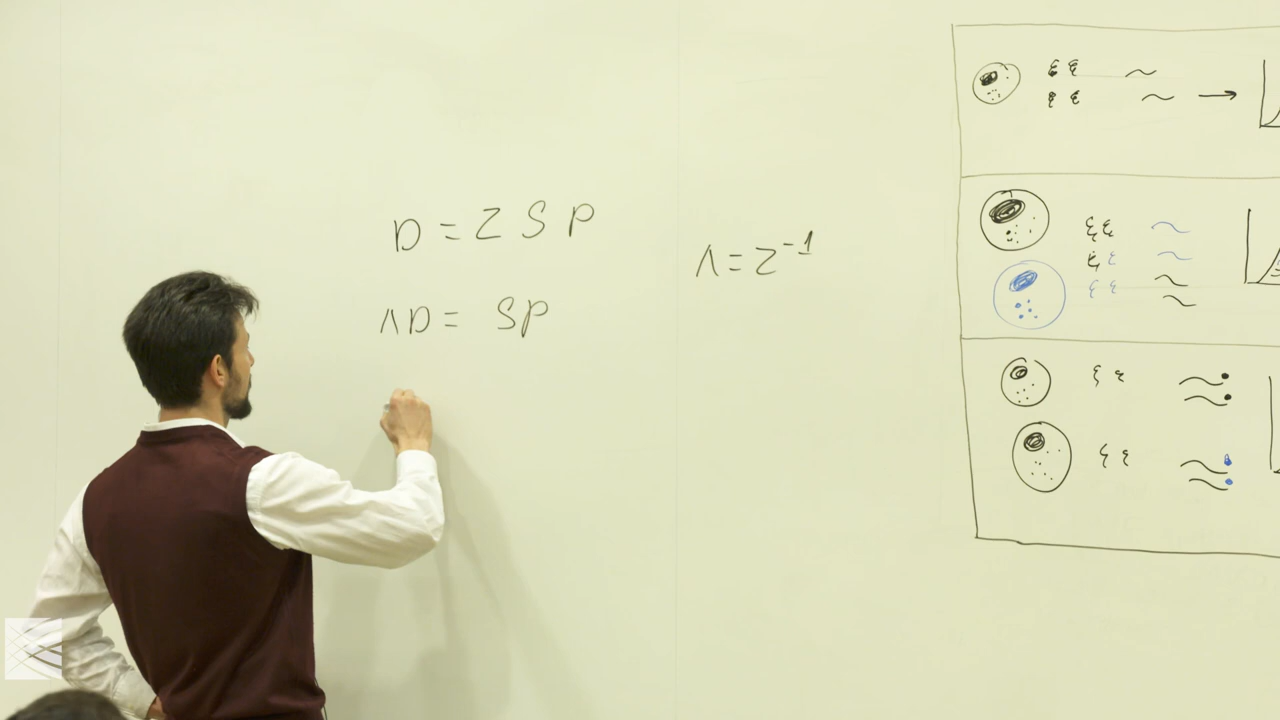 D = Z S P
Λ = Z⁻¹
ΛD = SP